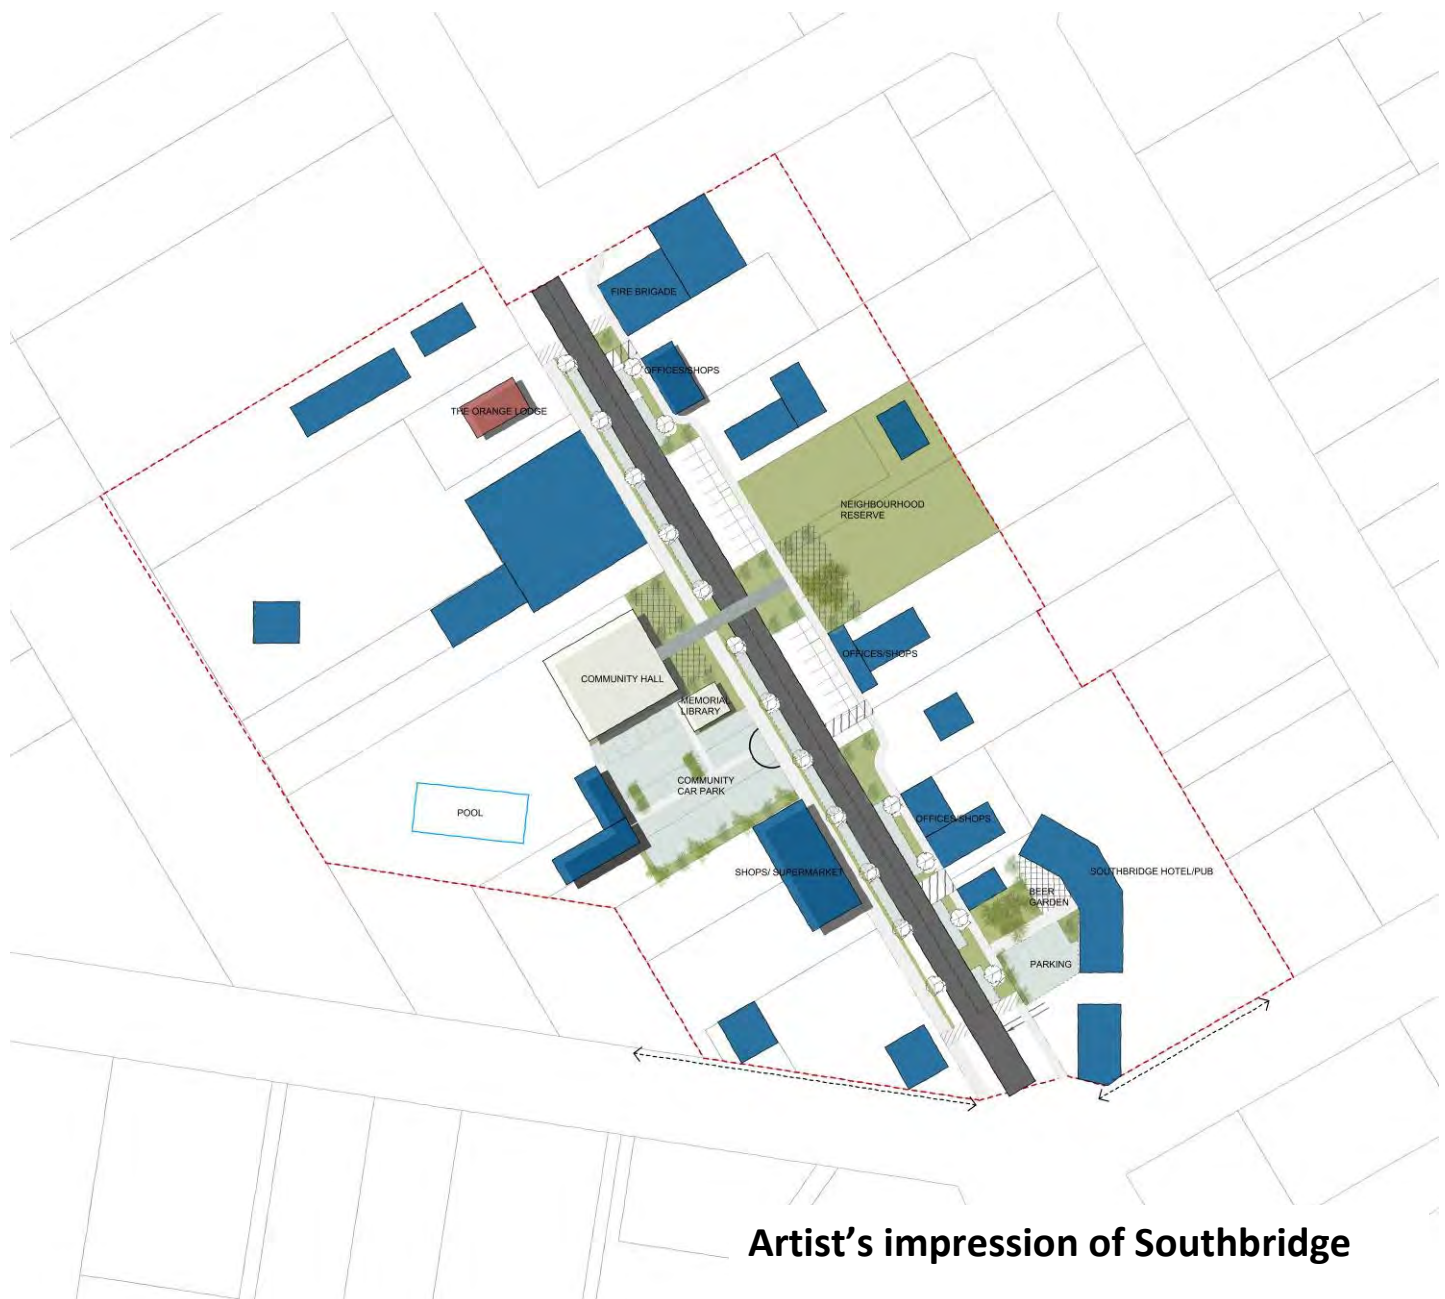 FIRE BRIGADE
OFFICES/SHOPS
THE ORANGE LODGE
NEIGHBOURHOOD
RESERVE
OFFICES/SHOPS
COMMUNITY HALL
MEMORIAL
LIBRARY
COMMUNITY
CAR PARK
POOL
OFFICES/SHOPS
SHOPS/ SUPERMARKET
SOUTHBRIDGE HOTEL/PUB
BEER
GARDEN
PARKING
Artist’s impression of Southbridge